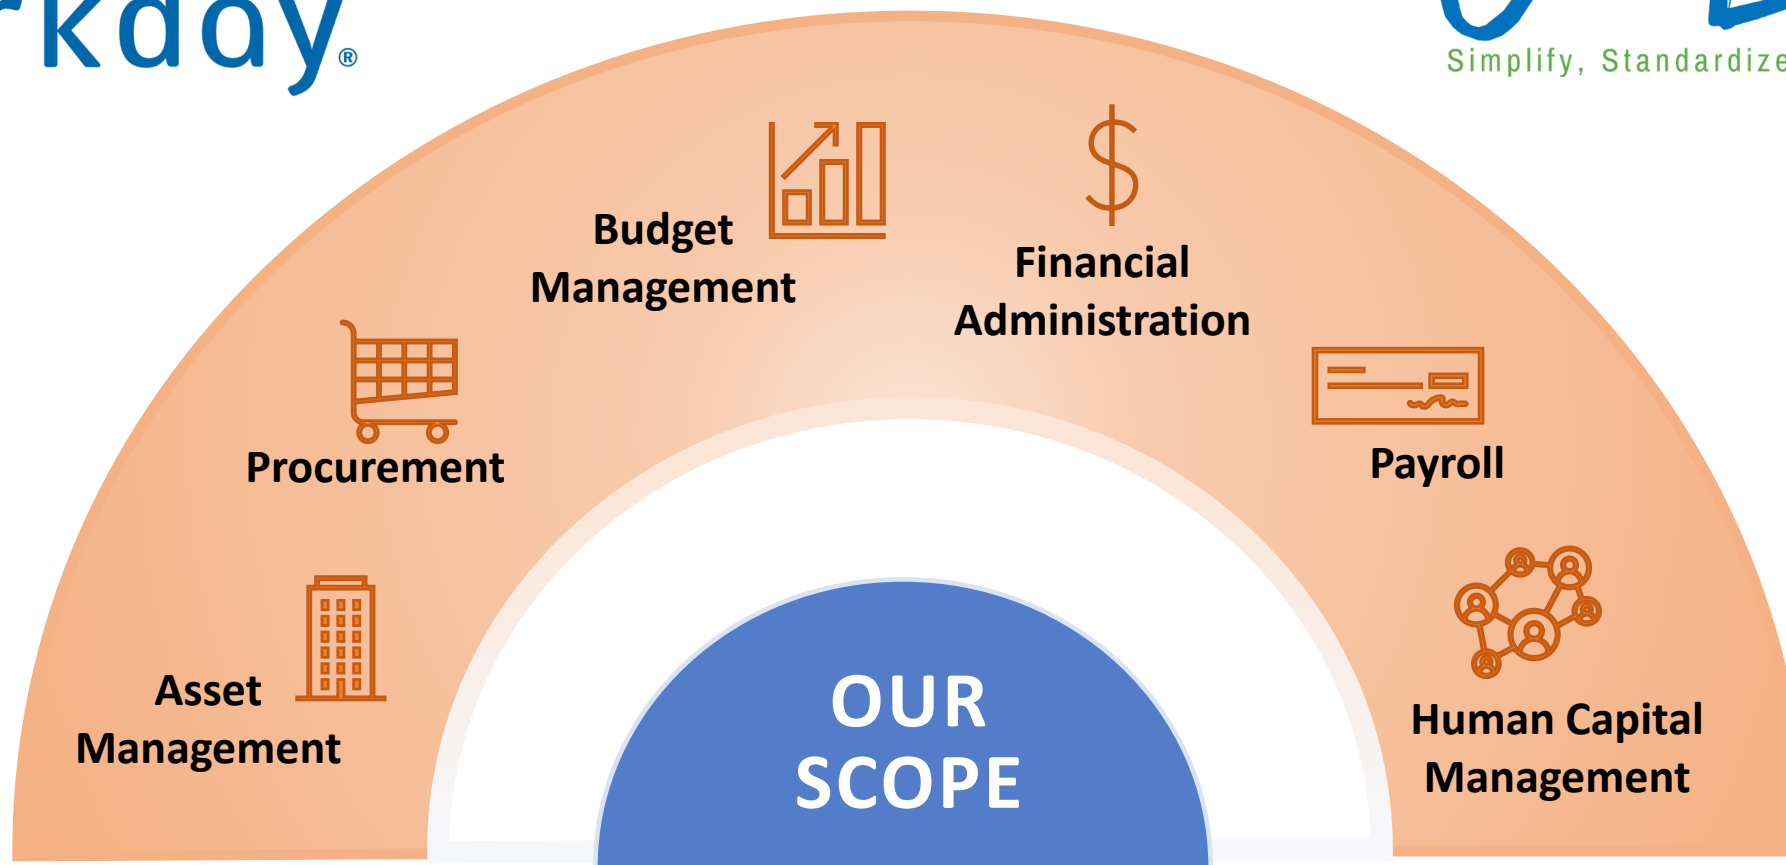 rkday®
Simplify, Standardize
Budget
Management
Financial
Administration
Procurement
Payroll
Asset
Management
Human Capital
Management
OUR
SCOPE